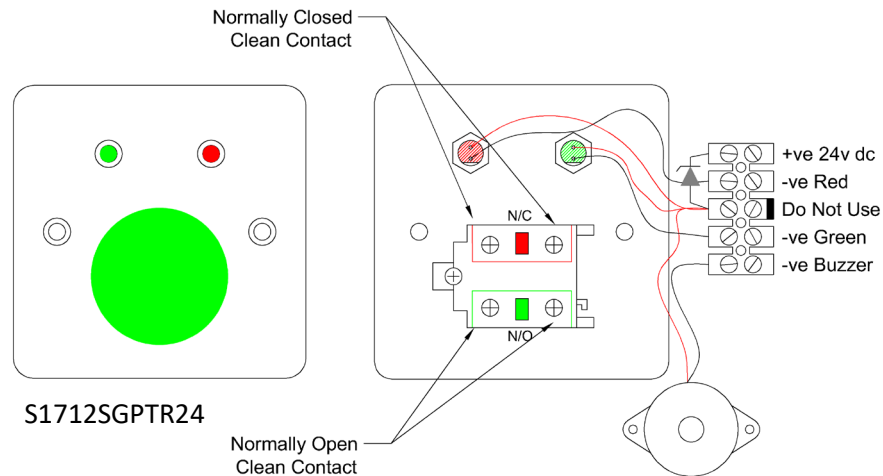 Normally Closed
Clean Contact
+ve 24v dc
-ve Red
N/C
Do Not Use
-ve Green
-ve Buzzer
N/O
S1712SGPTR24
Normally Open
Clean Contact